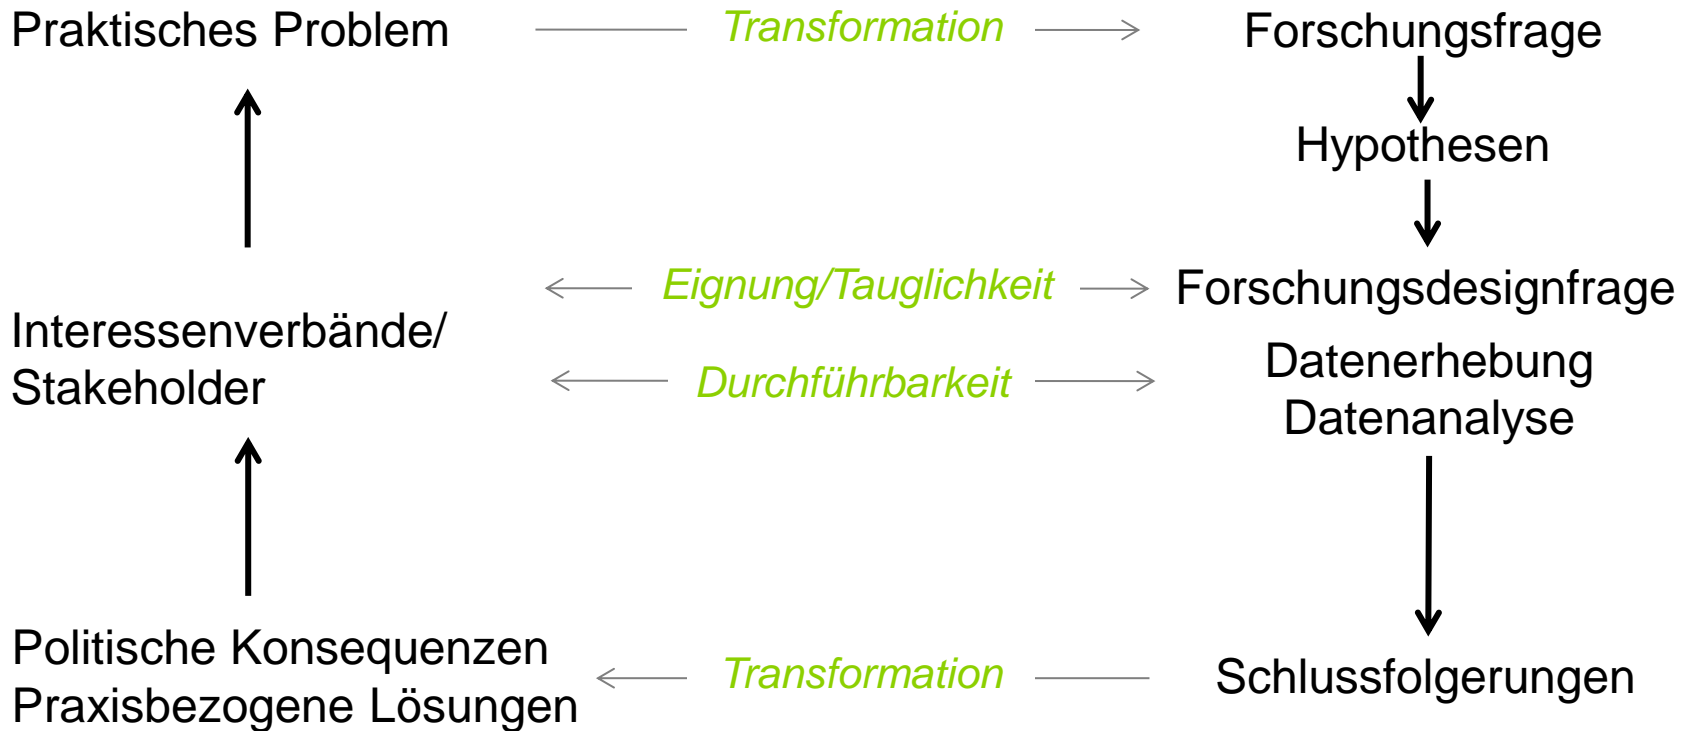 Praktisches Problem
Transformation
Forschungsfrage
Hypothesen
Eignung/Tauglichkeit
Forschungsdesignfrage
Interessenverbände/
Stakeholder
Durchführbarkeit
Datenerhebung
Datenanalyse
Politische Konsequenzen
Praxisbezogene Lösungen
Transformation
Schlussfolgerungen